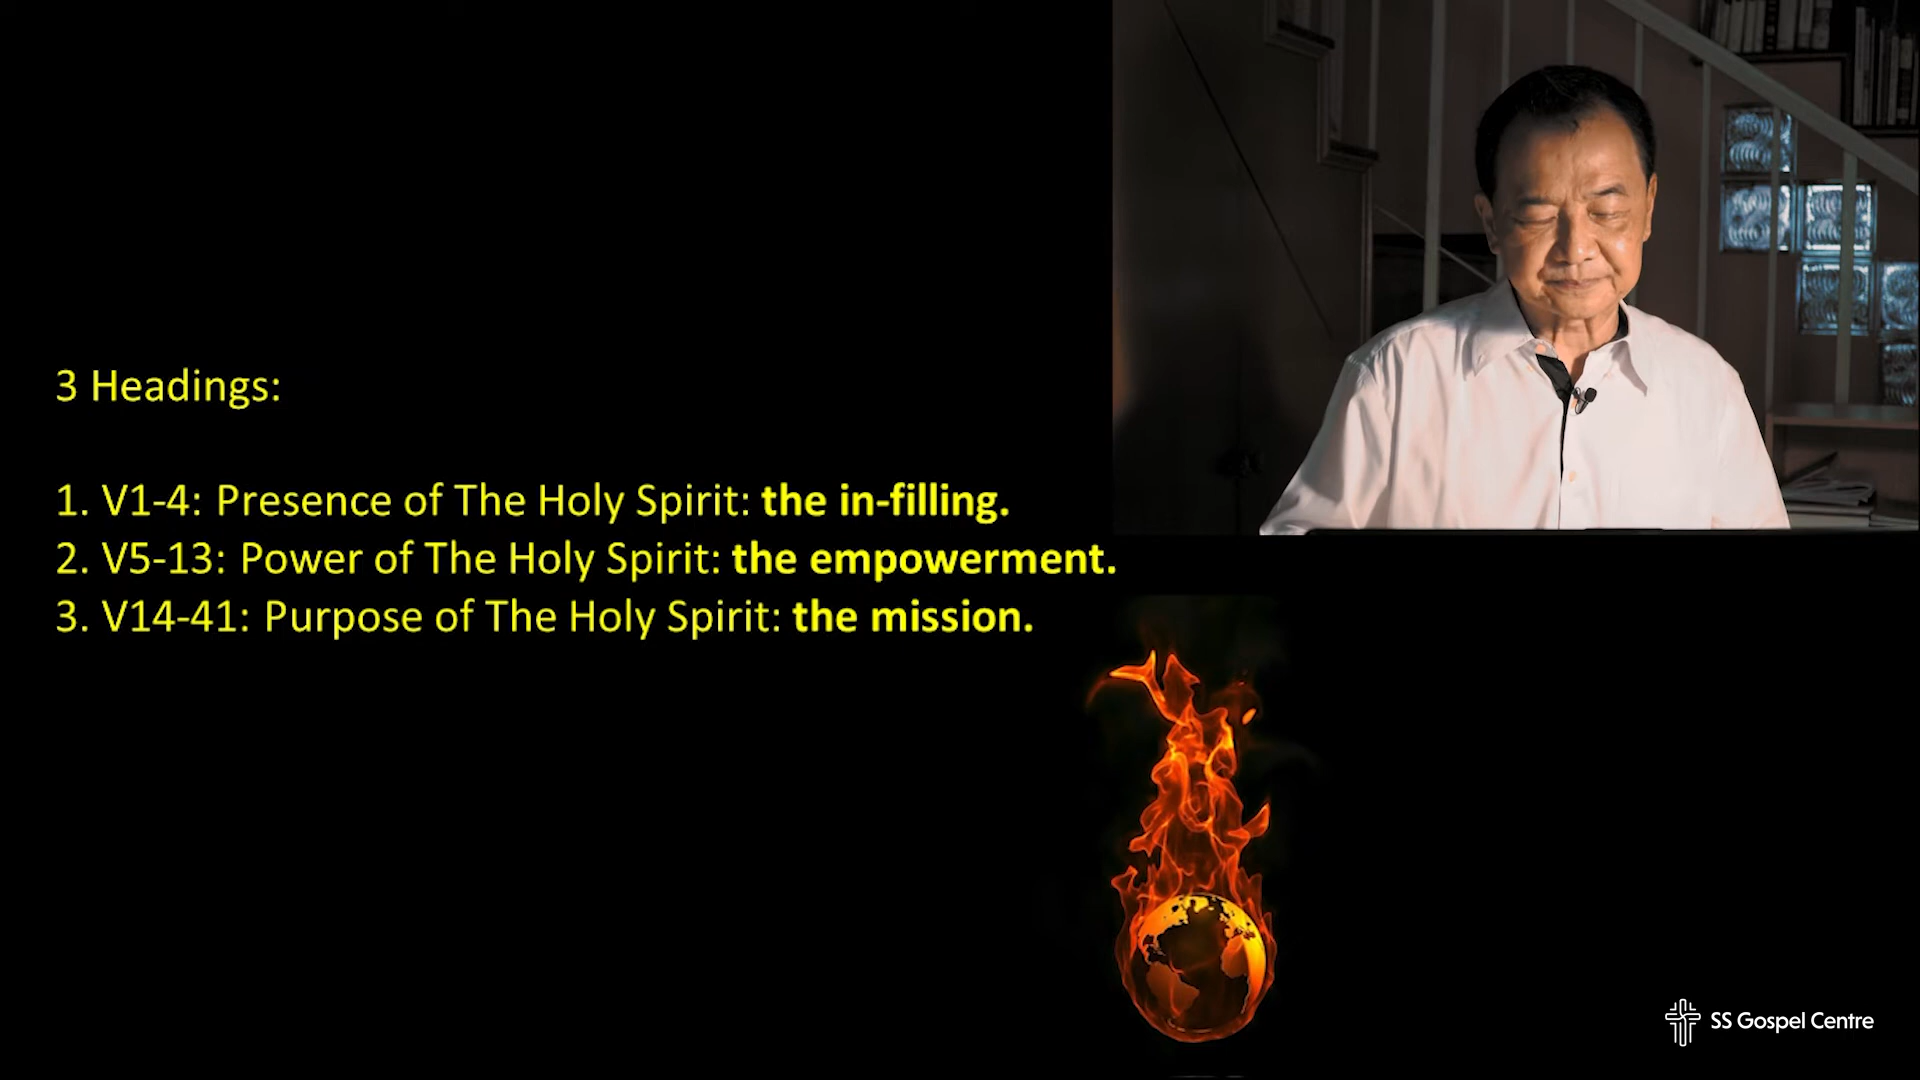 3 Headings:
1. V1-4: Presence of The Holy Spirit: the in-filling.
2. V5-13: Power of The Holy Spirit: the empowerment.
3. V14-41: Purpose of The Holy Spirit: the mission.
SS Gospel Centre